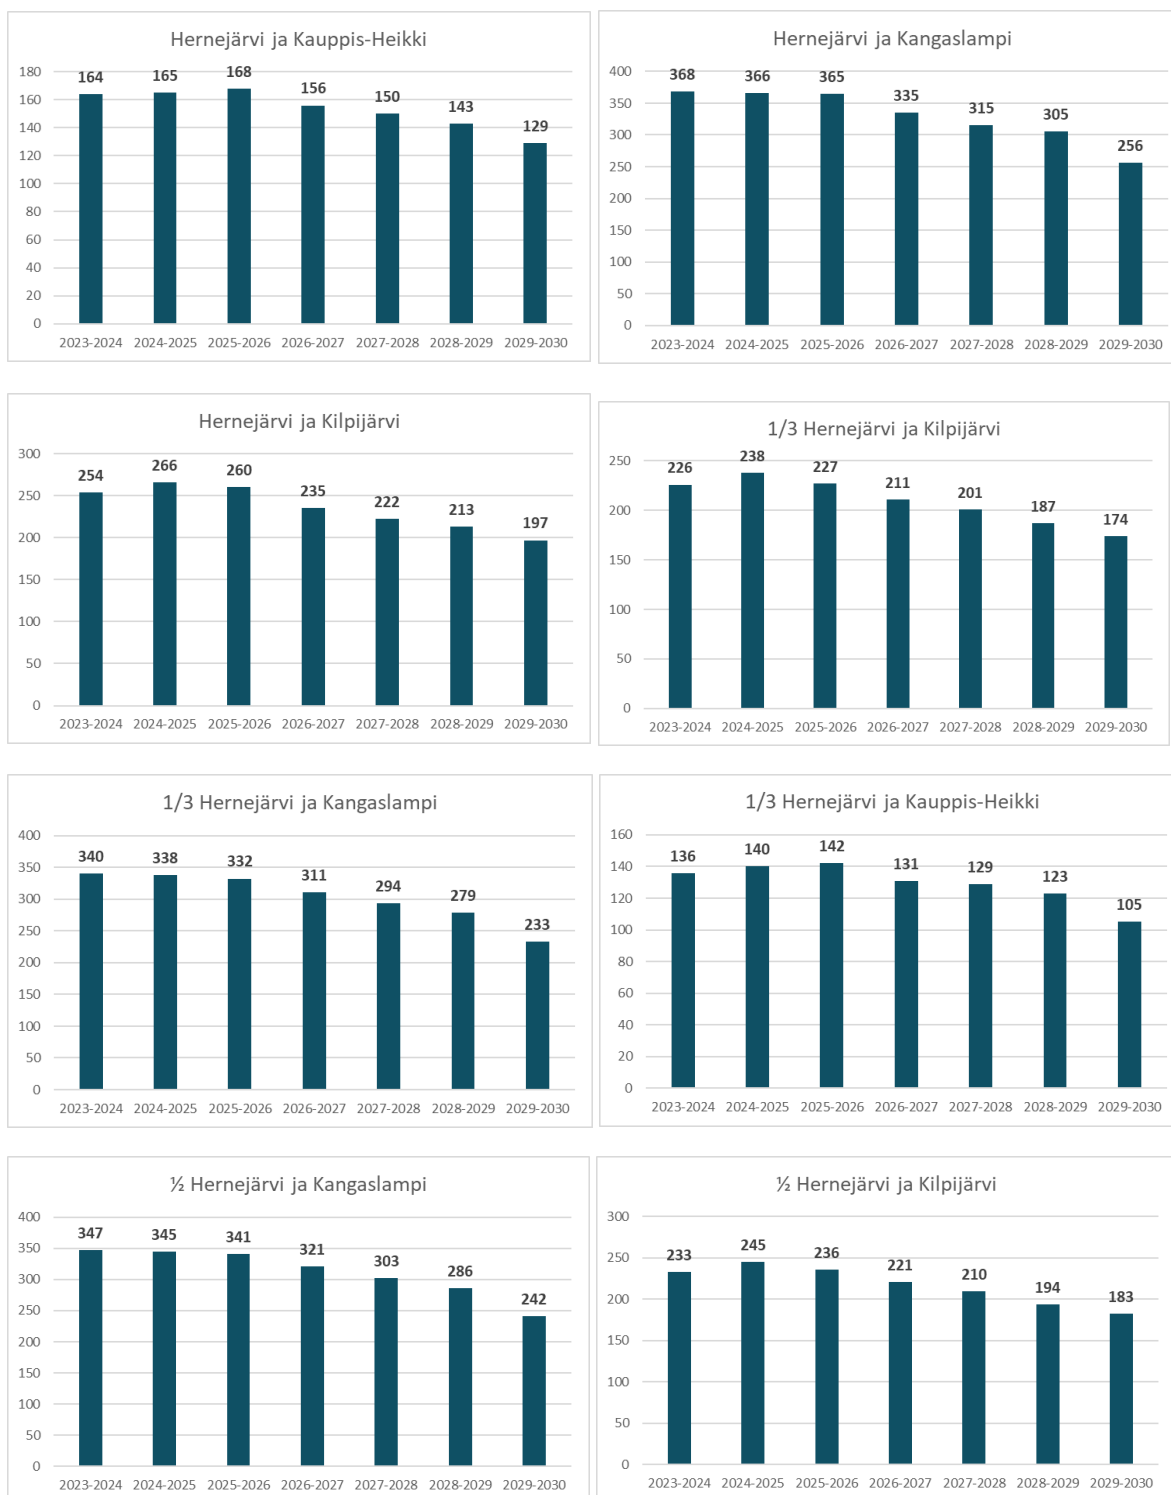 Hernejärvi ja Kauppis-Heikki
180
160
140
120
100
80
60
40
20
0
164 165 168 156 150 143 129
2023-2024 2024-2025 2025-2026 2026-2027 2027-2028 2028-2029 2029-2030
Hernejärvi ja Kangaslampi
400
350
300
250
200
150
100
50
0
368 366 365 335 315 305 256
2023-2024 2024-2025 2025-2026 2026-2027 2027-2028 2028-2029 2029-2030
Hernejärvi ja Kilpijärvi
300
250
200
150
100
50
0
254 266 260 235 222 213 197
2023-2024 2024-2025 2025-2026 2026-2027 2027-2028 2028-2029 2029-2030
1/3 Hernejärvi ja Kilpijärvi
250
200
150
100
50
0
226 238 227 211 201 187 174
2023-2024 2024-2025 2025-2026 2026-2027 2027-2028 2028-2029 2029-2030
1/3 Hernejärvi ja Kangaslampi
400
350
300
250
200
150
100
50
0
340 338 332 311 294 279 233
2023-2024 2024-2025 2025-2026 2026-2027 2027-2028 2028-2029 2029-2030
1/3 Hernejärvi ja Kauppis-Heikki
160
140
120
100
80
60
40
20
0
136 140 142 131 129 123 105
2023-2024 2024-2025 2025-2026 2026-2027 2027-2028 2028-2029 2029-2030
½ Hernejärvi ja Kangaslampi
400
350
300
250
200
150
100
50
0
347 345 341 321 303 286 242
2023-2024 2024-2025 2025-2026 2026-2027 2027-2028 2028-2029 2029-2030
½ Hernejärvi ja Kilpijärvi
300
250
200
150
100
50
0
233 245 236 221 210 194 183
2023-2024 2024-2025 2025-2026 2026-2027 2027-2028 2028-2029 2029-2030